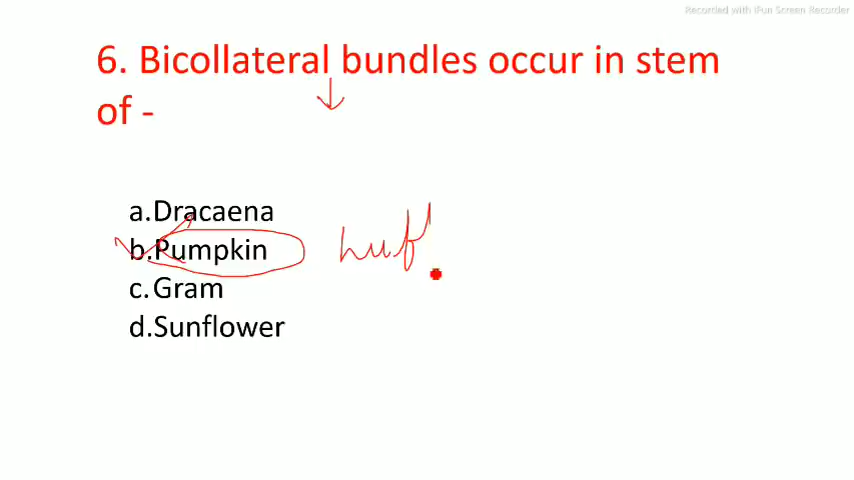 Recorded with iFun Screen Recorder
6. Bicollateral bundles occur in stem
of -
a.Dracaena
b.Pumpkin
c.Gram
d.Sunflower